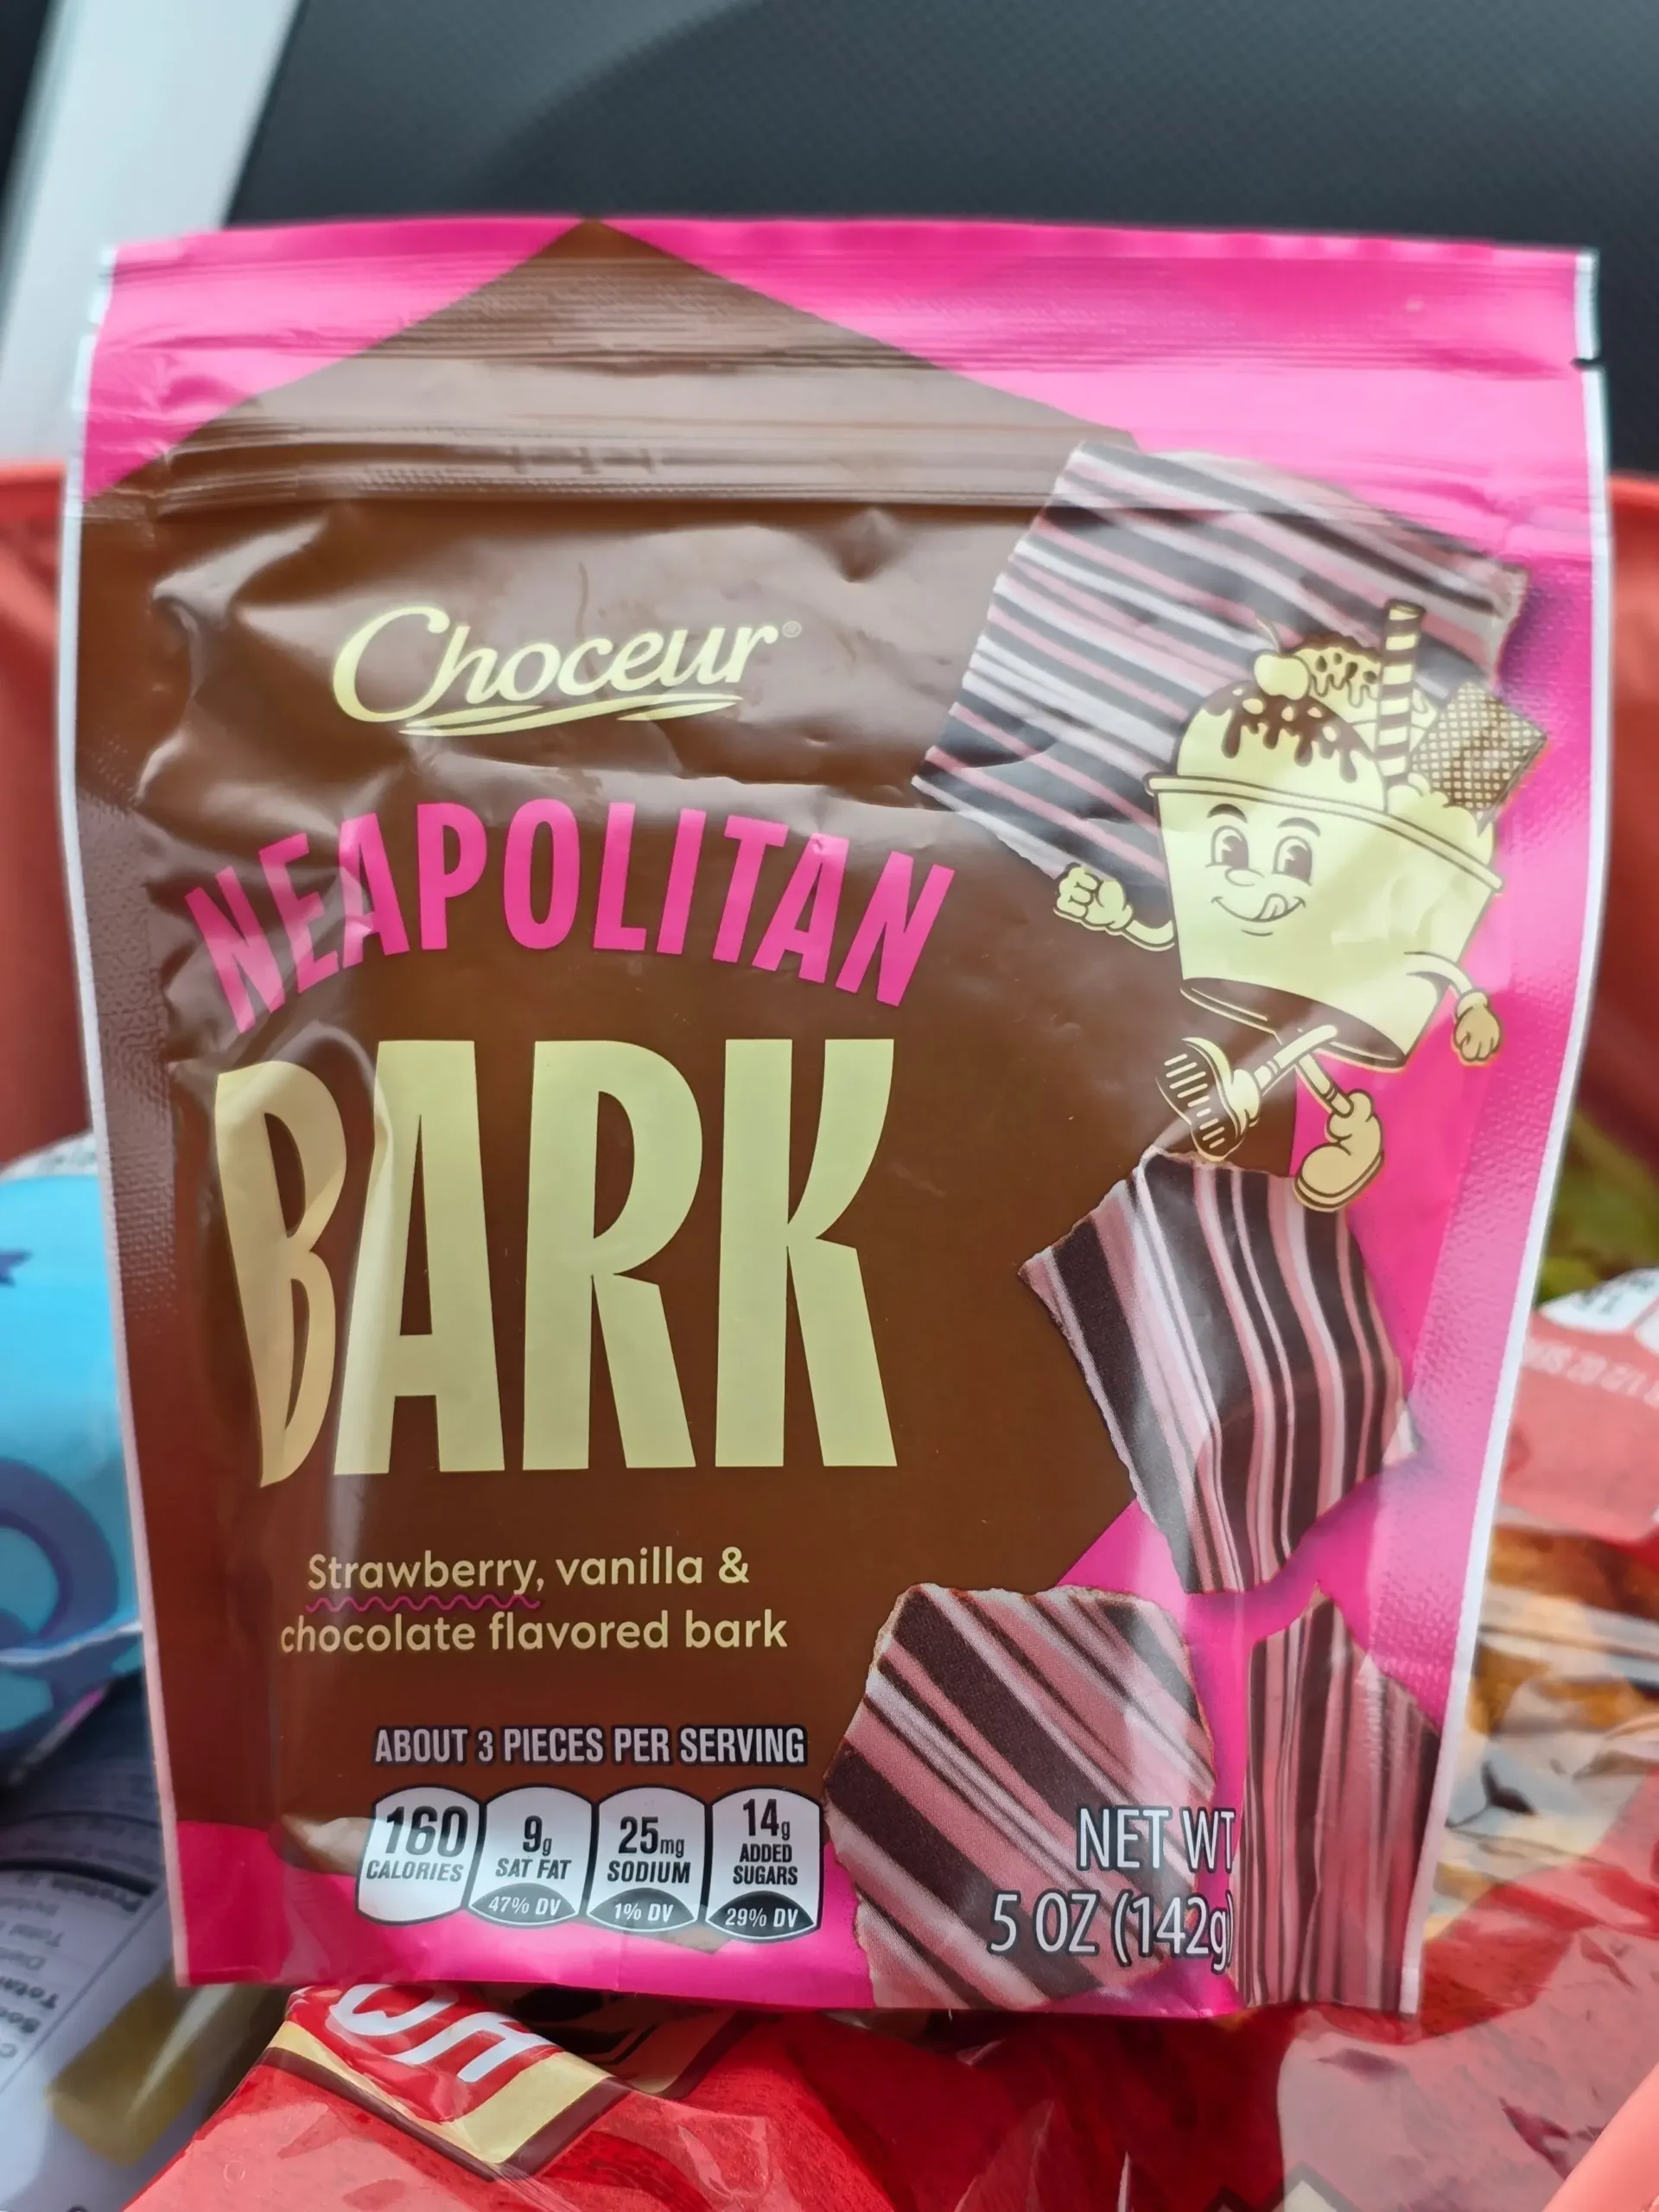 Choceur®
NEAPOLITAN
BARK
Strawberry, vanilla &
chocolate flavored bark
ABOUT 3 PIECES PER SERVING
160
CALORIES
9g
SAT FAT
47% DV
25mg
SODIUM
1% DV
14g
ADDED
SUGARS
29% DV
NET WT
5 OZ (142g)